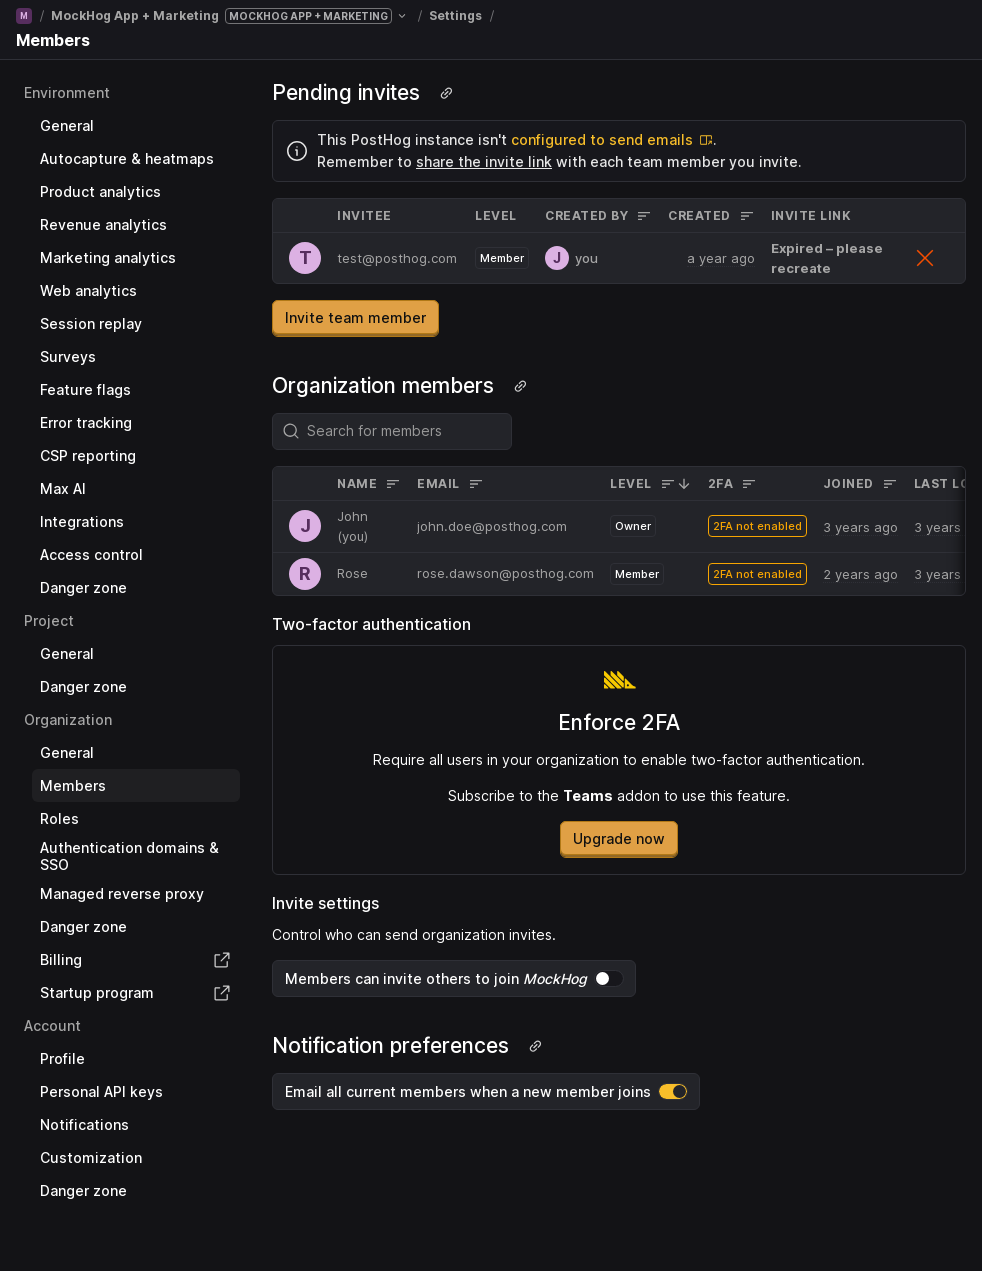 M / MockHog App + Marketing MOCKHOG APP + MARKETING / Settings /
Members
Environment
General
Autocapture & heatmaps
Product analytics
Revenue analytics
Marketing analytics
Web analytics
Session replay
Surveys
Feature flags
Error tracking
CSP reporting
Max AI
Integrations
Access control
Danger zone
Project
General
Danger zone
Organization
General
Members
Roles
Authentication domains &
SSO
Managed reverse proxy
Danger zone
Billing
Startup program
Account
Profile
Personal API keys
Notifications
Customization
Danger zone
Pending invites
This PostHog instance isn't configured to send emails.
Remember to share the invite link with each team member you invite.
INVITEE LEVEL CREATED BY CREATED INVITE LINK
T test@posthog.com Member J you a year ago Expired – please
recreate
Invite team member
Organization members
Search for members
NAME EMAIL LEVEL 2FA JOINED LAST LO
J John
(you) john.doe@posthog.com Owner 2FA not enabled 3 years ago 3 years
R Rose rose.dawson@posthog.com Member 2FA not enabled 2 years ago 3 years
Two-factor authentication
Enforce 2FA
Require all users in your organization to enable two-factor authentication.
Subscribe to the Teams addon to use this feature.
Upgrade now
Invite settings
Control who can send organization invites.
Members can invite others to join MockHog
Notification preferences
Email all current members when a new member joins